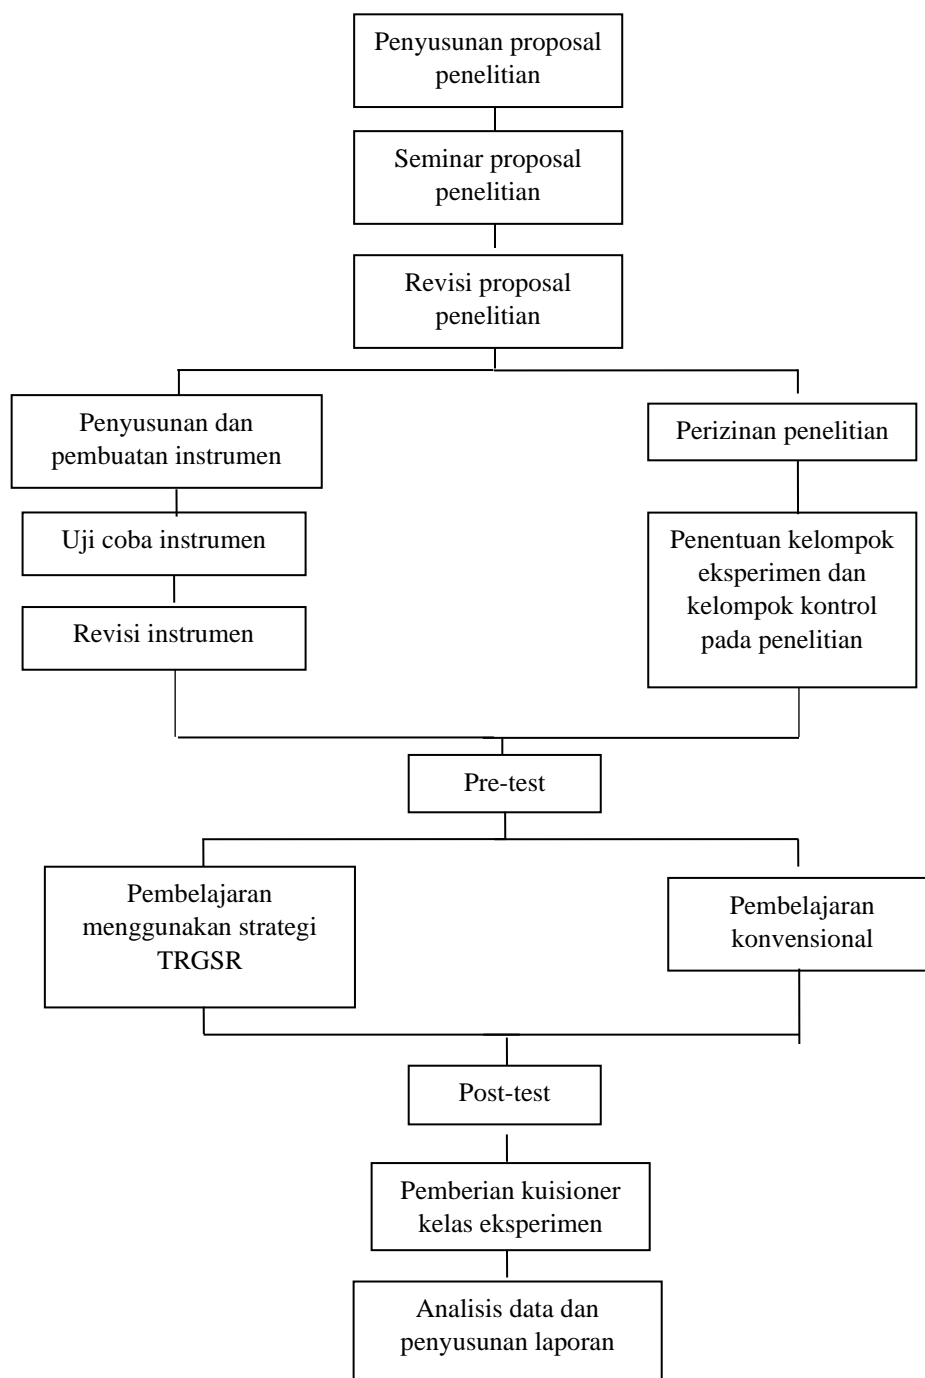 Penyusunan proposal
penelitian
Seminar proposal
penelitian
Revisi proposal
penelitian
Penyusunan dan
pembuatan instrumen
Perizinan penelitian
Uji coba instrumen
Penentuan kelompok
eksperimen dan
kelompok kontrol
pada penelitian
Revisi instrumen
Pre-test
Pembelajaran
menggunakan strategi
TRGSR
Pembelajaran
konvensional
Post-test
Pemberian kuisioner
kelas eksperimen
Analisis data dan
penyusunan laporan